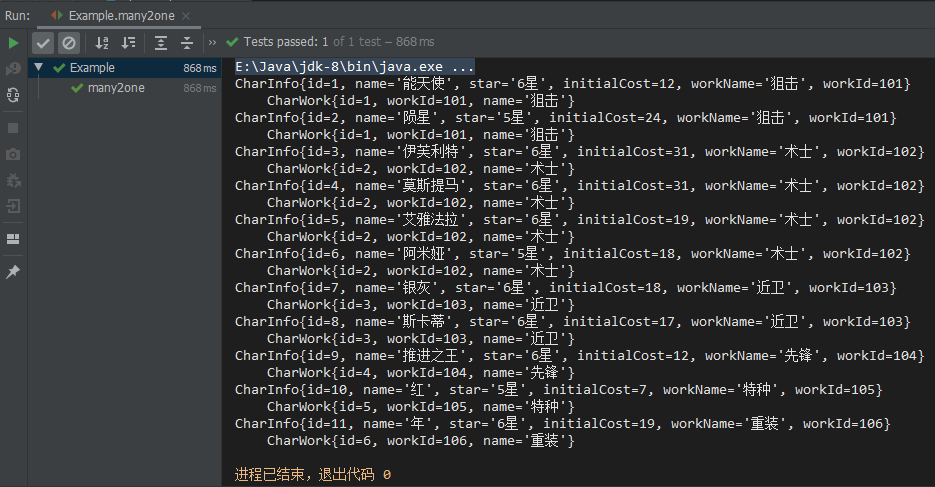 Run: Example.many2one
Tests passed: 1 of 1 test – 868 ms
Example 868 ms
many2one 868 ms
E:\Java\jdk-8\bin\java.exe ...
CharInfo{id=1, name='能天使', star='6星', initialCost=12, workName='狙击', workId=101}
CharWork{id=1, workId=101, name='狙击'}
CharInfo{id=2, name='陨星', star='5星', initialCost=24, workName='狙击', workId=101}
CharWork{id=1, workId=101, name='狙击'}
CharInfo{id=3, name='伊芙利特', star='6星', initialCost=31, workName='术士', workId=102}
CharWork{id=2, workId=102, name='术士'}
CharInfo{id=4, name='莫斯提马', star='6星', initialCost=31, workName='术士', workId=102}
CharWork{id=2, workId=102, name='术士'}
CharInfo{id=5, name='艾雅法拉', star='6星', initialCost=19, workName='术士', workId=102}
CharWork{id=2, workId=102, name='术士'}
CharInfo{id=6, name='阿米娅', star='5星', initialCost=18, workName='术士', workId=102}
CharWork{id=2, workId=102, name='术士'}
CharInfo{id=7, name='银灰', star='6星', initialCost=18, workName='近卫', workId=103}
CharWork{id=3, workId=103, name='近卫'}
CharInfo{id=8, name='斯卡蒂', star='6星', initialCost=17, workName='近卫', workId=103}
CharWork{id=3, workId=103, name='近卫'}
CharInfo{id=9, name='推进之王', star='6星', initialCost=12, workName='先锋', workId=104}
CharWork{id=4, workId=104, name='先锋'}
CharInfo{id=10, name='红', star='5星', initialCost=7, workName='特种', workId=105}
CharWork{id=5, workId=105, name='特种'}
CharInfo{id=11, name='年', star='6星', initialCost=19, workName='重装', workId=106}
CharWork{id=6, workId=106, name='重装'}
进程已结束，退出代码 0